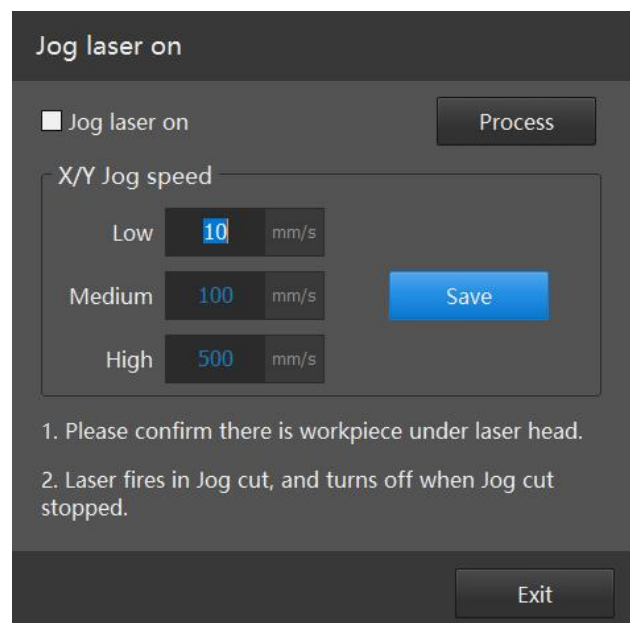 Jog laser on
Jog laser on
Process
X/Y Jog speed
Low 10 mm/s
Medium 100 mm/s
Save
High 500 mm/s
1. Please confirm there is workpiece under laser head.
2. Laser fires in Jog cut, and turns off when Jog cut
stopped.
Exit